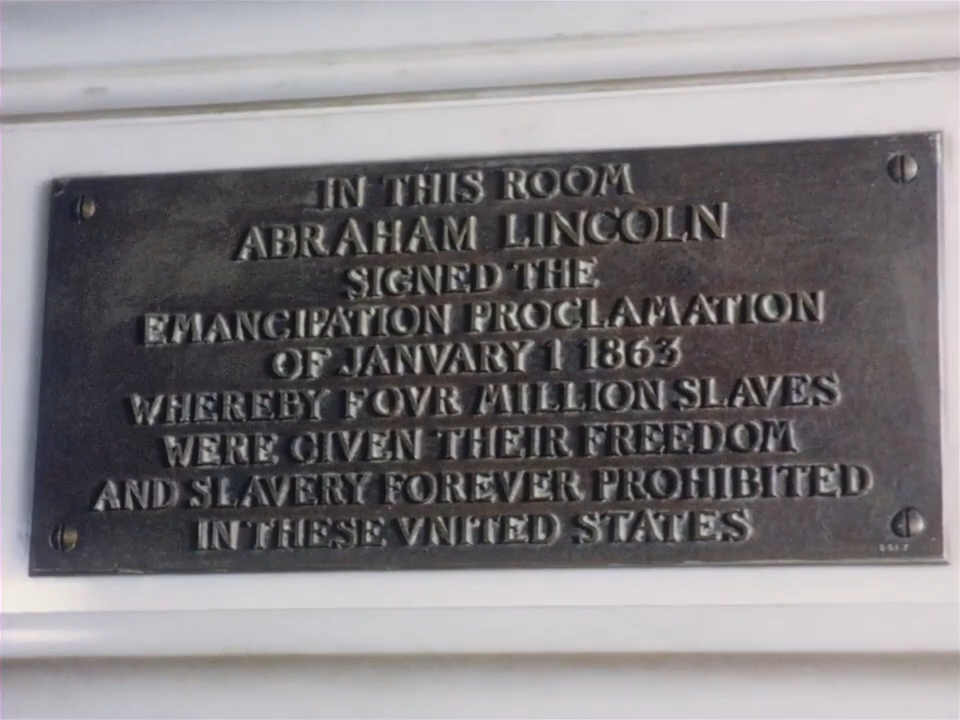 IN THIS ROOM
ABRAHAM LINCOLN
SIGNED THE
EMANCIPATION PROCLAMATION
OF JANVARY 1 1863
WHEREBY FOVR MILLION SLAVES
WERE GIVEN THEIR FREEDOM
AND SLAVERY FOREVER PROHIBITED
IN THESE VNITED STATES